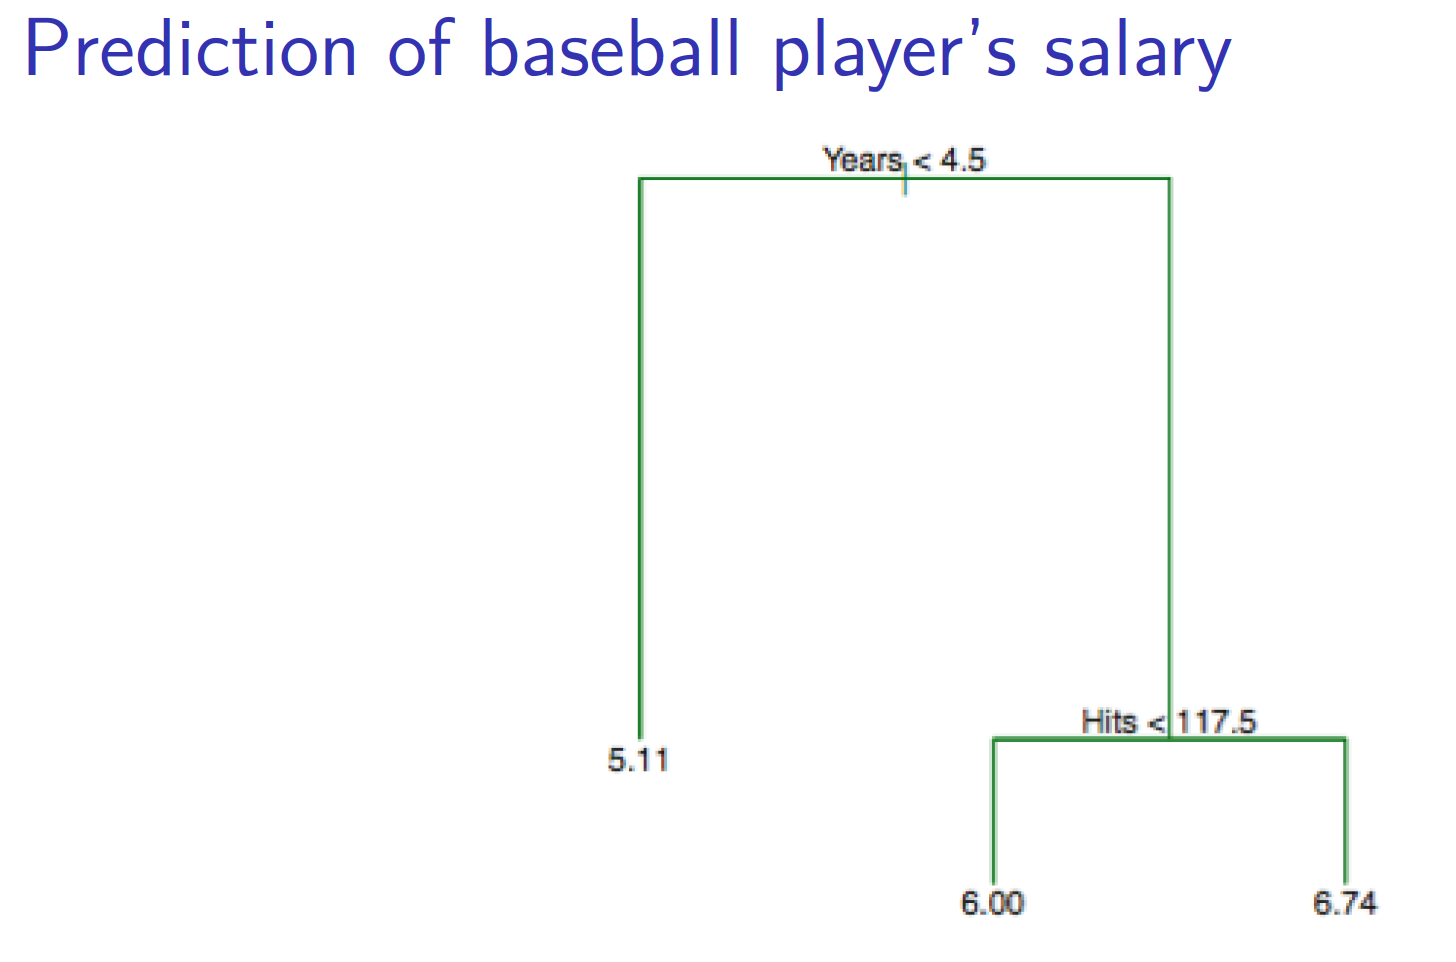 Prediction of baseball player's salary
Years < 4.5
Hits < 117.5
5.11
6.00
6.74